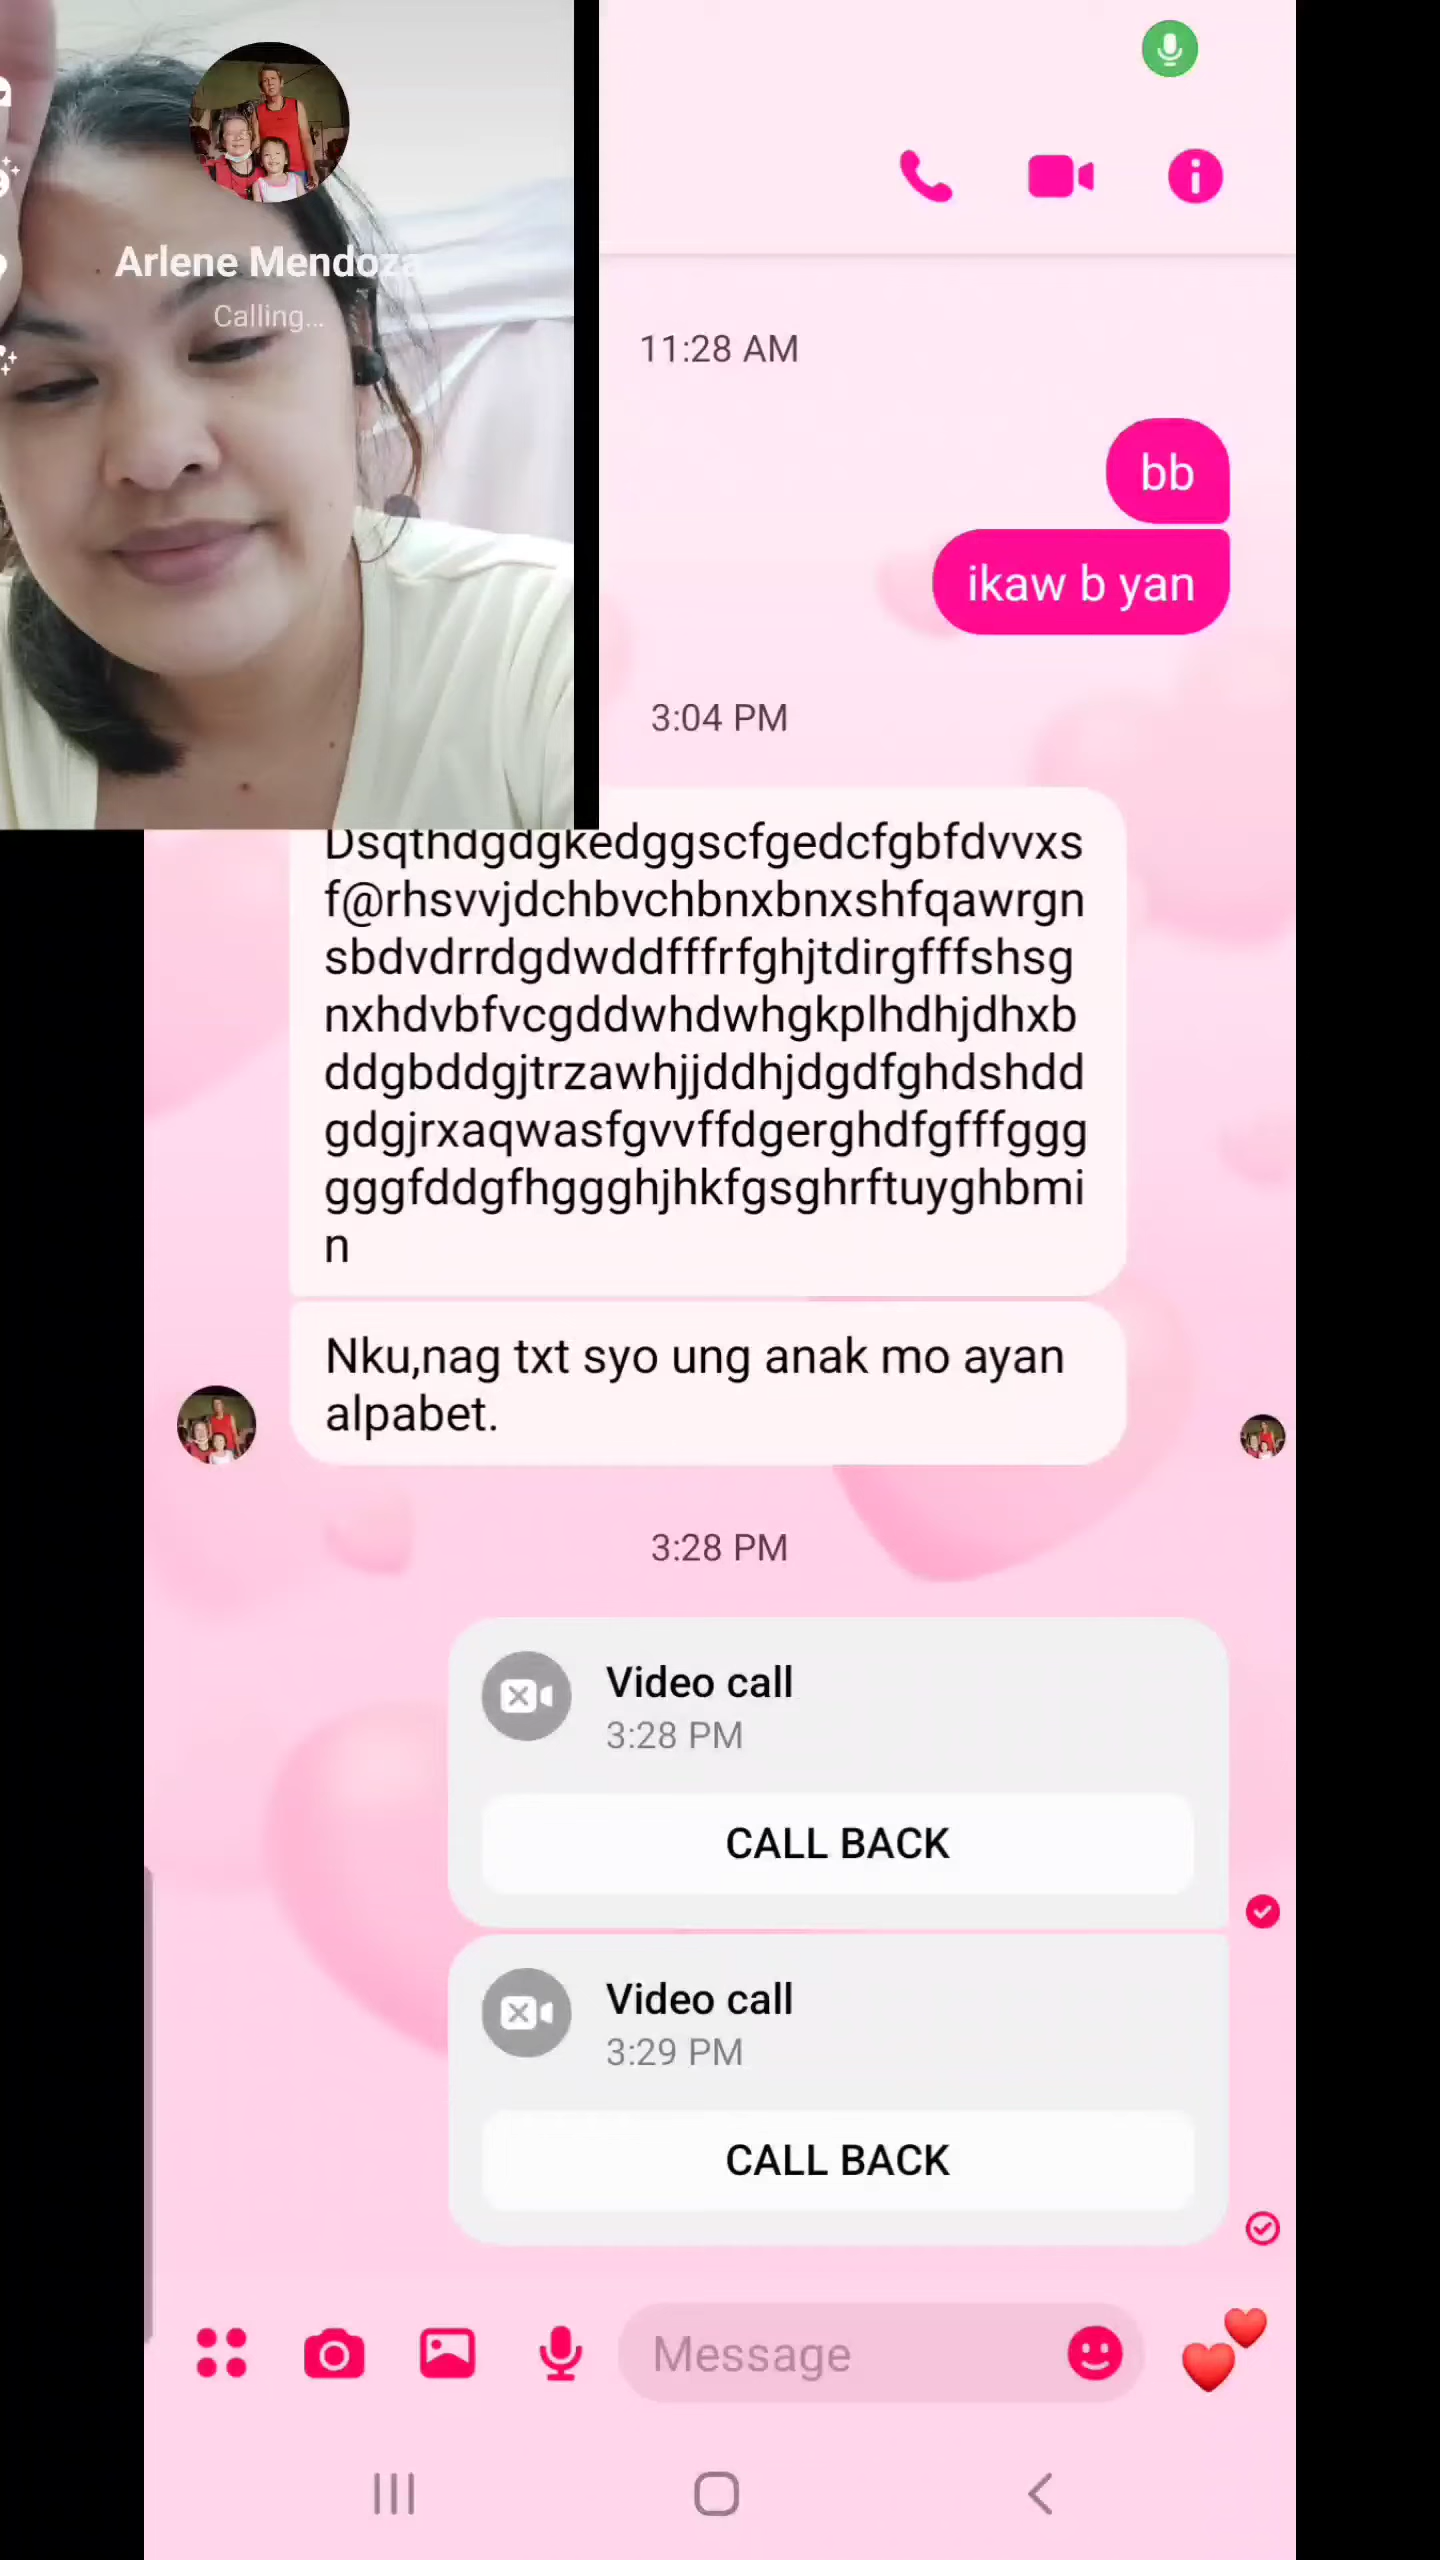 Arlene Mendoza
Calling...
11:28 AM
bb
ikaw b yan
3:04 PM
Dsqthdgdgkedggscfgedcfgbfdvvxs
f@rhsvvjdchbvchbnxbnxshfqawrgn
sbdvdrrdgdwddfffrfghjtdirgfffshsg
nxhdvbfvcgddwhdwhgkplhdhjdhxb
ddgbddgjtrzawhjjddhjdgdfghdshdd
gdgjrxaqwasfgvvffdgerghdfgfffggg
gggfddgfhggghjhkfgsghrftuyghbmi
n
Nku,nag txt syo ung anak mo ayan
alpabet.
3:28 PM
Video call
3:28 PM
CALL BACK
Video call
3:29 PM
CALL BACK
Message